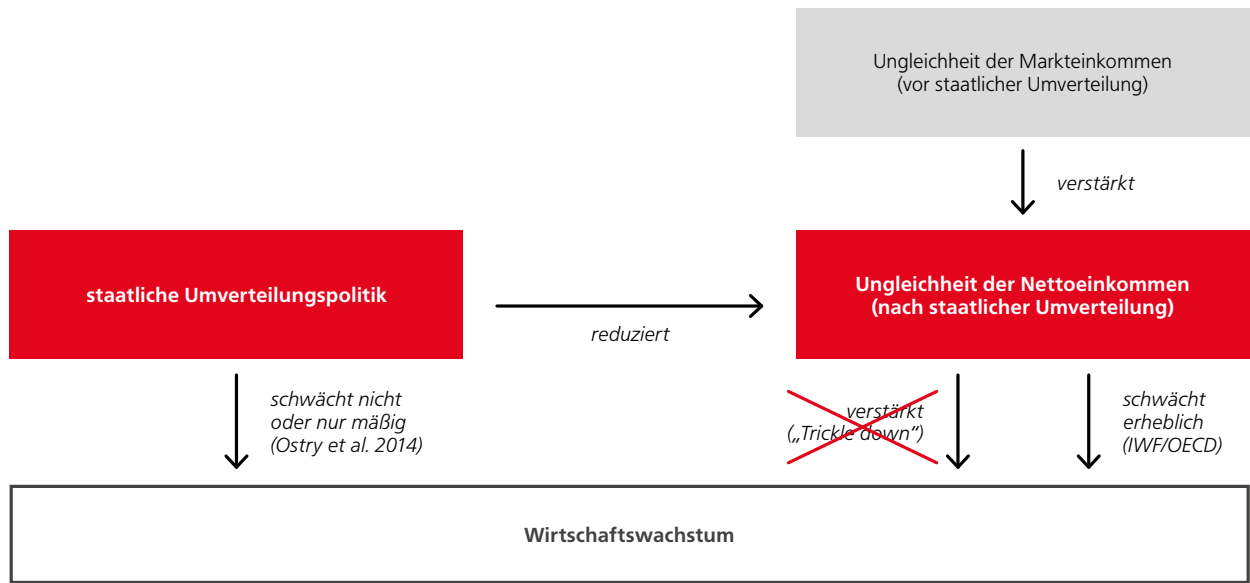 Ungleichheit der Markteinkommen
(vor staatlicher Umverteilung)
verstärkt
staatliche Umverteilungspolitik
reduziert
Ungleichheit der Nettoeinkommen
(nach staatlicher Umverteilung)
schwächt nicht
oder nur mäßig
(Ostry et al. 2014)
verstärkt
(„Trickle down“)
schwächt
erheblich
(IWF/OECD)
Wirtschaftswachstum